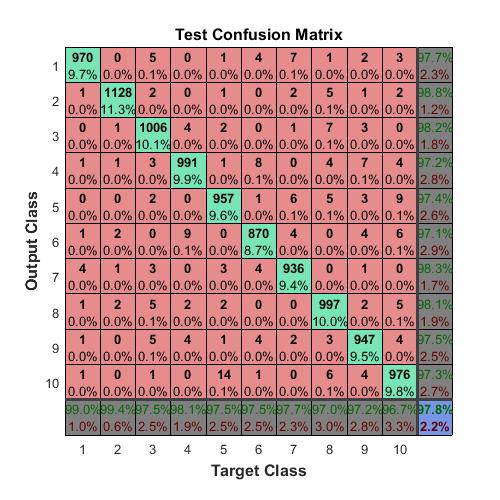 Test Confusion Matrix
970 0 5 0 1 4 7 1 2 3 97.7%
1
9.7% 0.0% 0.1% 0.0% 0.0% 0.0% 0.1% 0.0% 0.0% 0.0% 2.3%
1 1128 2 0 1 0 2 5 1 2 98.8%
2
0.0% 11.3% 0.0% 0.0% 0.0% 0.0% 0.0% 0.1% 0.0% 0.0% 1.2%
0 1 1006 4 2 0 1 7 3 0 98.2%
3
0.0% 0.0% 10.1% 0.0% 0.0% 0.0% 0.0% 0.1% 0.0% 0.0% 1.8%
1 1 3 991 1 8 0 4 7 4 97.2%
4
0.0% 0.0% 0.0% 9.9% 0.0% 0.1% 0.0% 0.0% 0.1% 0.0% 2.8%
0 0 2 0 957 1 6 5 3 9 97.4%
5
0.0% 0.0% 0.0% 0.0% 9.6% 0.0% 0.1% 0.1% 0.0% 0.1% 2.6%
1 2 0 9 0 870 4 0 4 6 97.1%
6
0.0% 0.0% 0.0% 0.1% 0.0% 8.7% 0.0% 0.0% 0.0% 0.1% 2.9%
4 1 3 0 3 4 936 0 1 0 98.3%
7
0.0% 0.0% 0.0% 0.0% 0.0% 0.0% 9.4% 0.0% 0.0% 0.0% 1.7%
1 2 5 2 2 0 0 997 2 5 98.1%
8
0.0% 0.0% 0.1% 0.0% 0.0% 0.0% 0.0% 10.0% 0.0% 0.1% 1.9%
1 0 5 4 1 4 2 3 947 4 97.5%
9
0.0% 0.0% 0.1% 0.0% 0.0% 0.0% 0.0% 0.0% 9.5% 0.0% 2.5%
1 0 1 0 14 1 0 6 4 976 97.3%
10
0.0% 0.0% 0.0% 0.0% 0.1% 0.0% 0.0% 0.1% 0.0% 9.8% 2.7%
99.0% 99.4% 97.5% 98.1% 97.5% 97.5% 97.7% 97.0% 97.2% 96.7% 97.8%
1.0% 0.6% 2.5% 1.9% 2.5% 2.5% 2.3% 3.0% 2.8% 3.3% 2.2%
1 2 3 4 5 6 7 8 9 10
Target Class
Output Class